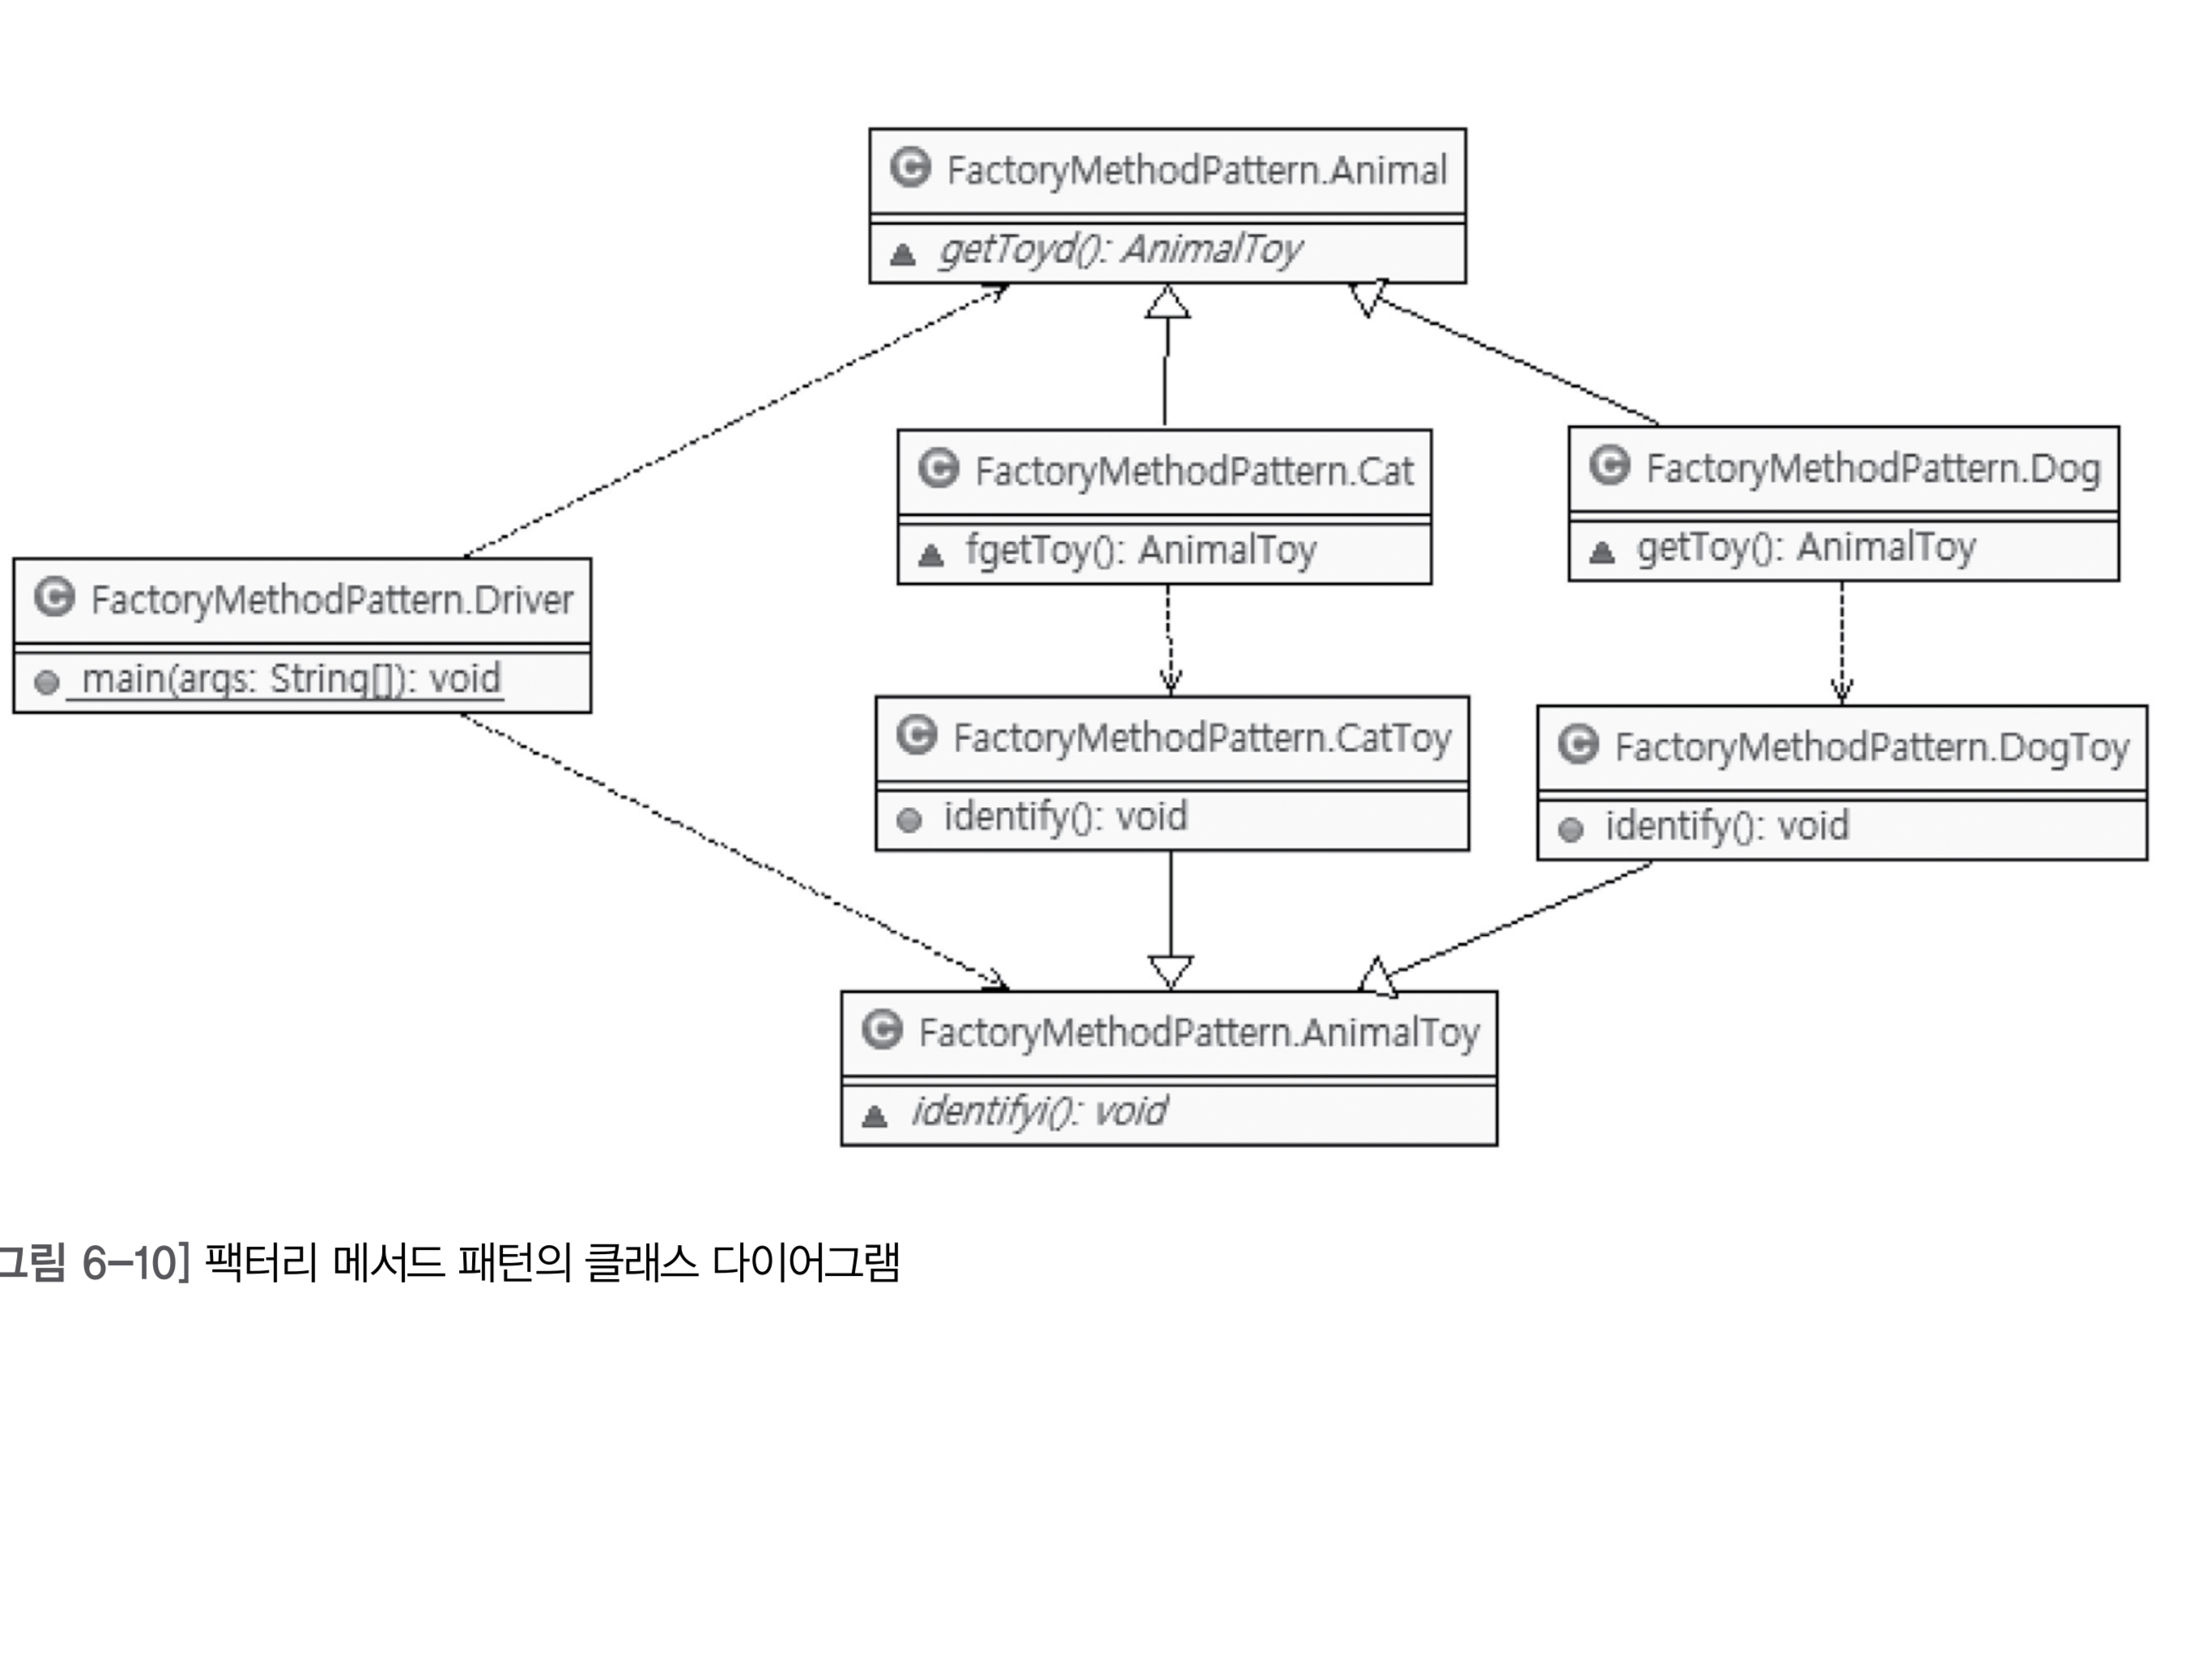 FactoryMethodPattern.Animal
getToyd(): AnimalToy
FactoryMethodPattern.Cat
fgetToy(): AnimalToy
FactoryMethodPattern.Dog
getToy(): AnimalToy
FactoryMethodPattern.Driver
main(args: String[]): void
FactoryMethodPattern.CatToy
identify(): void
FactoryMethodPattern.DogToy
identify(): void
FactoryMethodPattern.AnimalToy
identifyi(): void
그림 6-10] 팩터리 메서드 패턴의 클래스 다이어그램